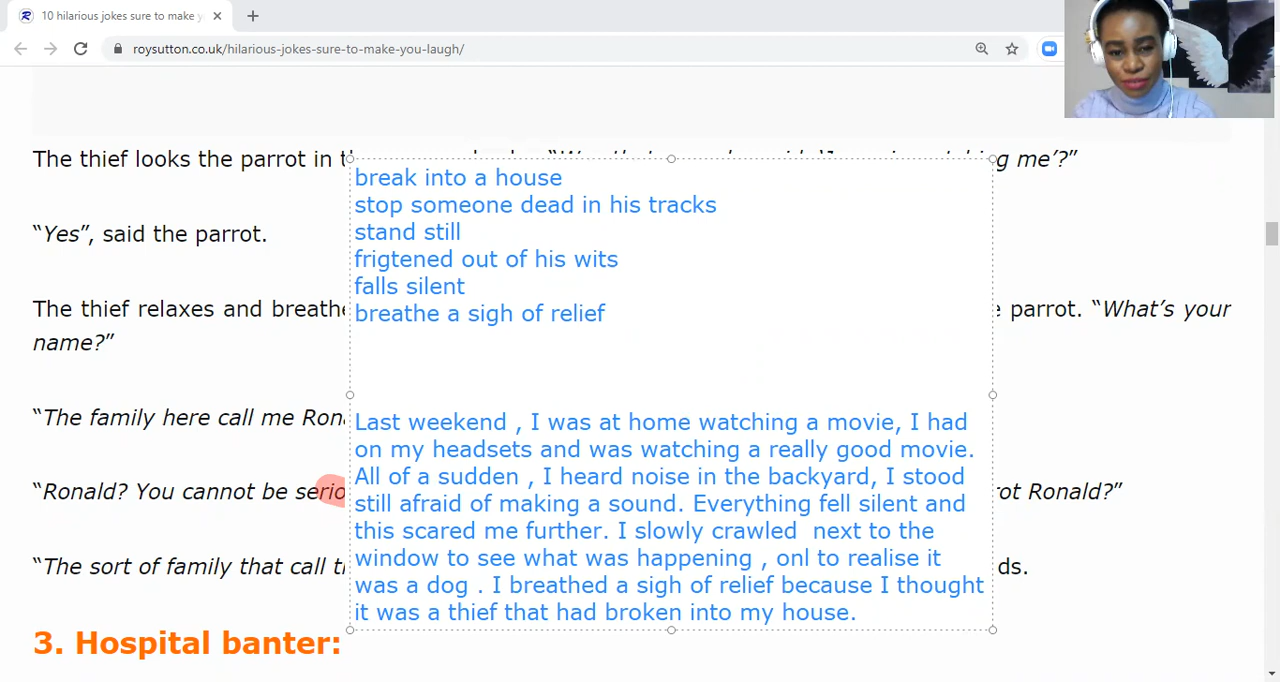 10 hilarious jokes sure to make y
roysutton.co.uk/hilarious-jokes-sure-to-make-you-laugh/
The thief looks the parrot in g me’?”
“Yes”, said the parrot.
The thief relaxes and breathe parrot. “What’s your
name?”
“The family here call me Ron
“Ronald? You cannot be serio ot Ronald?”
“The sort of family that call ds.
3. Hospital banter:
break into a house
stop someone dead in his tracks
stand still
frigtened out of his wits
falls silent
breathe a sigh of relief
Last weekend , I was at home watching a movie, I had
on my headsets and was watching a really good movie.
All of a sudden , I heard noise in the backyard, I stood
still afraid of making a sound. Everything fell silent and
this scared me further. I slowly crawled next to the
window to see what was happening , onl to realise it
was a dog . I breathed a sigh of relief because I thought
it was a thief that had broken into my house.